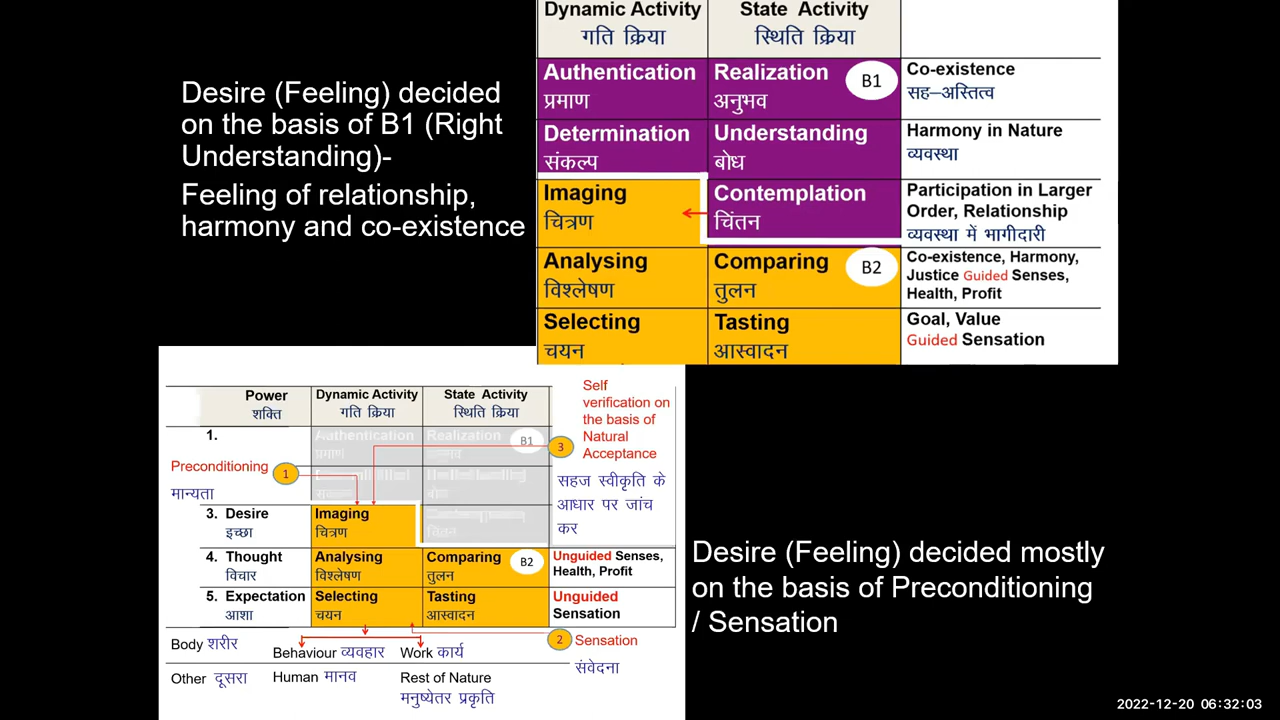 Dynamic Activity State Activity
गति क्रिया स्थिति क्रिया
Authentication Realization B1 Co-existence
प्रमाण अनुभव सह–अस्तित्व
Determination Understanding Harmony in Nature
संकल्प बोध व्यवस्था
Imaging Contemplation Participation in Larger
Order, Relationship
चित्रण चिंतन व्यवस्था में भागीदारी
Analysing Comparing B2 Co-existence, Harmony,
Justice Guided Senses,
विश्लेषण तुलन Health, Profit
Selecting Tasting Goal, Value
चयन आस्वादन Guided Sensation
Desire (Feeling) decided
on the basis of B1 (Right
Understanding)-
Feeling of relationship,
harmony and co-existence
Power Dynamic Activity State Activity
शक्ति गति क्रिया स्थिति क्रिया
1. Authentication Realization B1
प्रमाण अनुभव
Preconditioning 1
मान्यता
3 Self
verification on
the basis of
Natural
Acceptance
सहज स्वीकृति के
आधार पर जांच
कर
3. Desire Imaging
इच्छा चित्रण चिंतन
4. Thought Analysing Comparing B2 Unguided Senses,
विचार विश्लेषण तुलन Health, Profit
5. Expectation Selecting Tasting Unguided
आशा चयन आस्वादन Sensation
Body शरीर Behaviour व्यवहार Work कार्य 2 Sensation
संवेदना
Other दूसरा Human मानव Rest of Nature
मनुष्येतर प्रकृति
Desire (Feeling) decided mostly
on the basis of Preconditioning
/ Sensation
2022-12-20 06:32:03